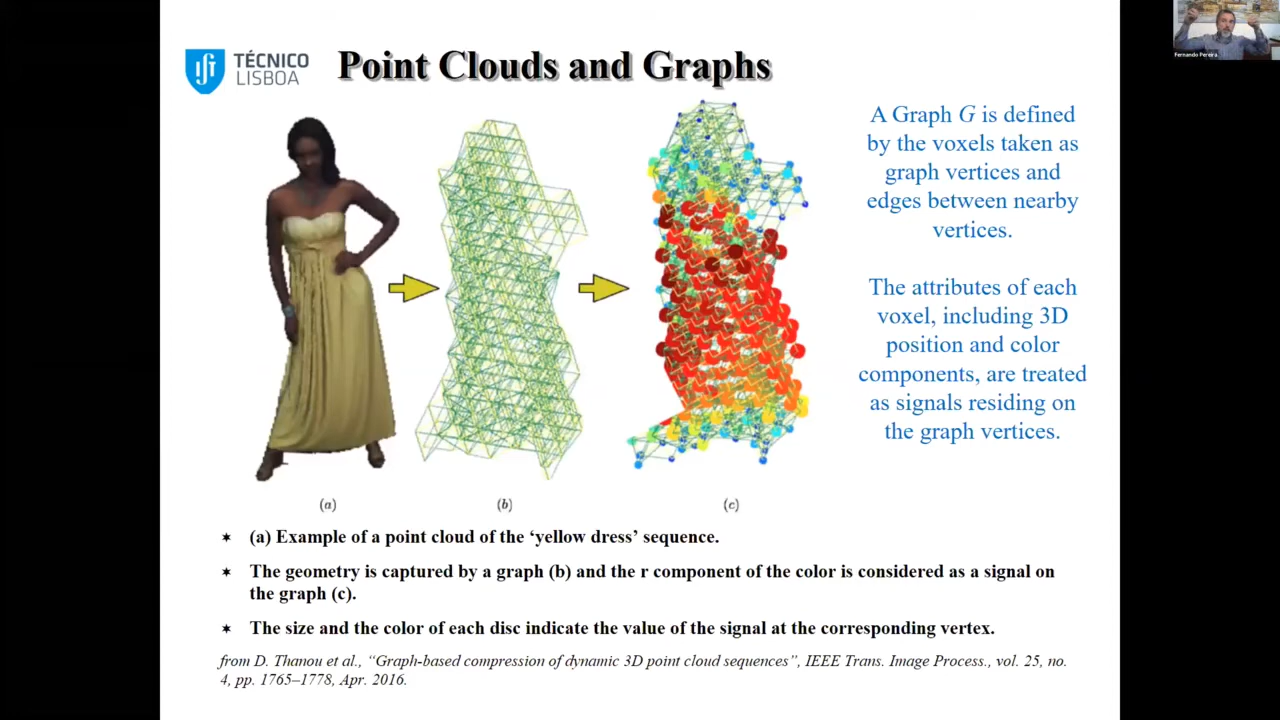 TÉCNICO
LISBOA
Point Clouds and Graphs
Fernando Pereira
A Graph G is defined
by the voxels taken as
graph vertices and
edges between nearby
vertices.
The attributes of each
voxel, including 3D
position and color
components, are treated
as signals residing on
the graph vertices.
(a)
(b)
(c)
(a) Example of a point cloud of the ‘yellow dress’ sequence.
The geometry is captured by a graph (b) and the r component of the color is considered as a signal on
the graph (c).
The size and the color of each disc indicate the value of the signal at the corresponding vertex.
from D. Thanou et al., “Graph-based compression of dynamic 3D point cloud sequences”, IEEE Trans. Image Process., vol. 25, no.
4, pp. 1765–1778, Apr. 2016.